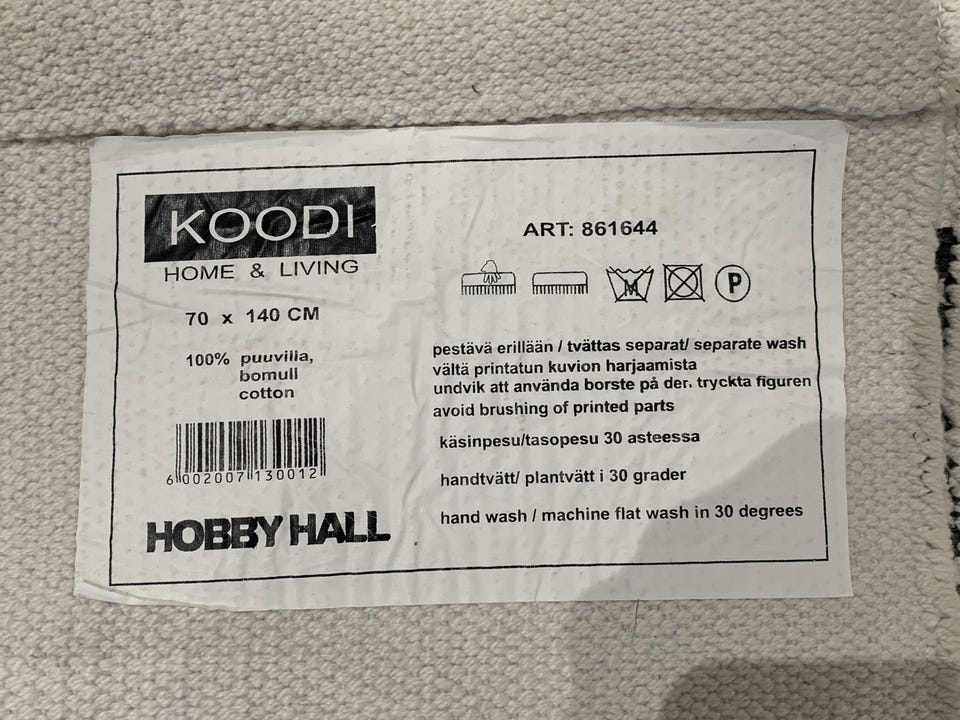 KOODI
HOME & LIVING
70 x 140 CM
100% puuvilla,
bomull
cotton
6 002007 130012
HOBBY HALL
ART: 861644
P
pestävä erillään / tvättas separat/ separate wash
vältä printatun kuvion harjaamista
undvik att använda borste på der. tryckta figuren
avoid brushing of printed parts
käsinpesu/tasopesu 30 asteessa
handtvätt/ plantvätt i 30 grader
hand wash / machine flat wash in 30 degrees